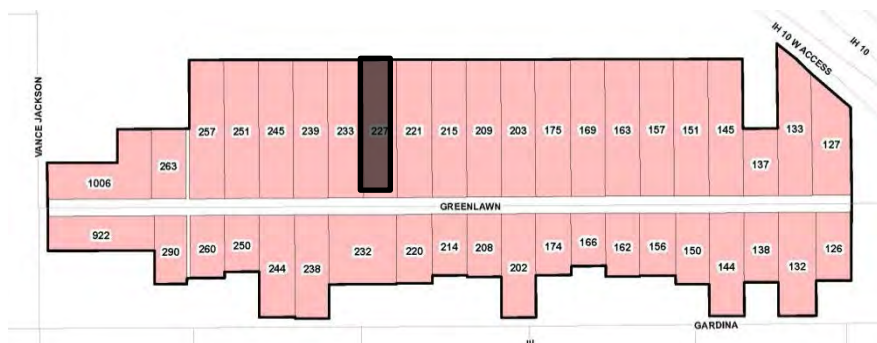 IH 10 W ACCESS
IH 10
VANCE JACKSON
257 251 245 239 233 227 221 215 209 203 175 169 163 157 151 145 133
127
263 137
1006
GREENLAWN
922
290 260 250 244 238 232 220 214 208 202 174 166 162 156 150 144 138 132 126
GARDINA